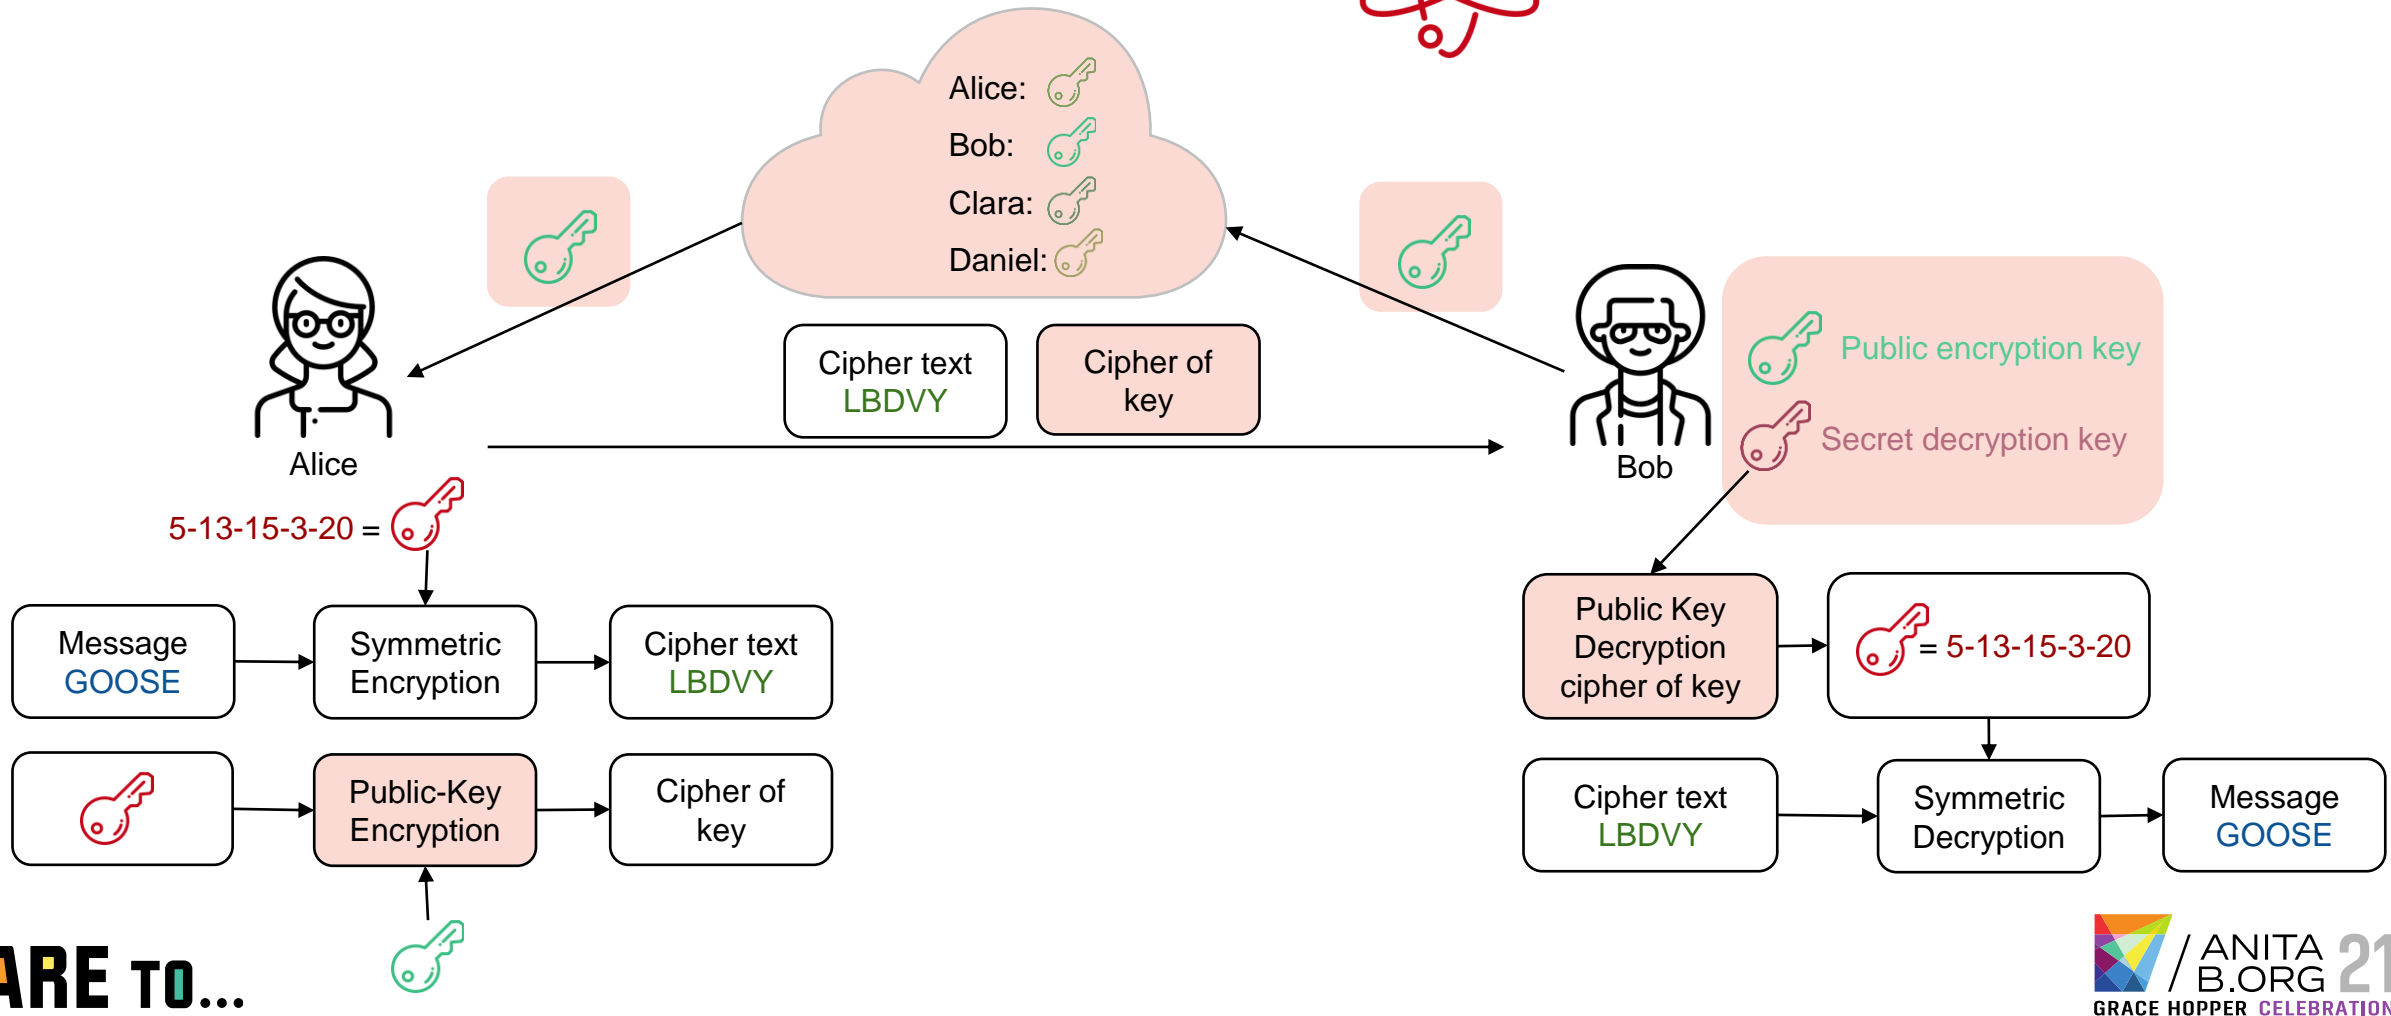 Alice:
Bob:
Clara:
Daniel:
Cipher text
LBDVY
Cipher of
key
Alice
Bob
Public encryption key
Secret decryption key
5-13-15-3-20 =
Message
GOOSE
Symmetric
Encryption
Cipher text
LBDVY
Public-Key
Encryption
Cipher of
key
Public Key
Decryption
cipher of key
= 5-13-15-3-20
Cipher text
LBDVY
Symmetric
Decryption
Message
GOOSE
ARE TO...
ANITA
B.ORG
21
GRACE HOPPER CELEBRATION